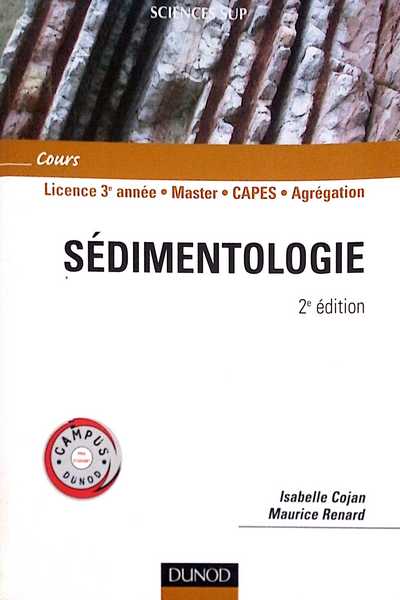 SCIENCES SUP
Cours
Licence 3e année • Master • CAPES • Agrégation
SÉDIMENTOLOGIE
2e édition
CAMPUS
DUNOD
Isabelle Cojan
Maurice Renard
DUNOD